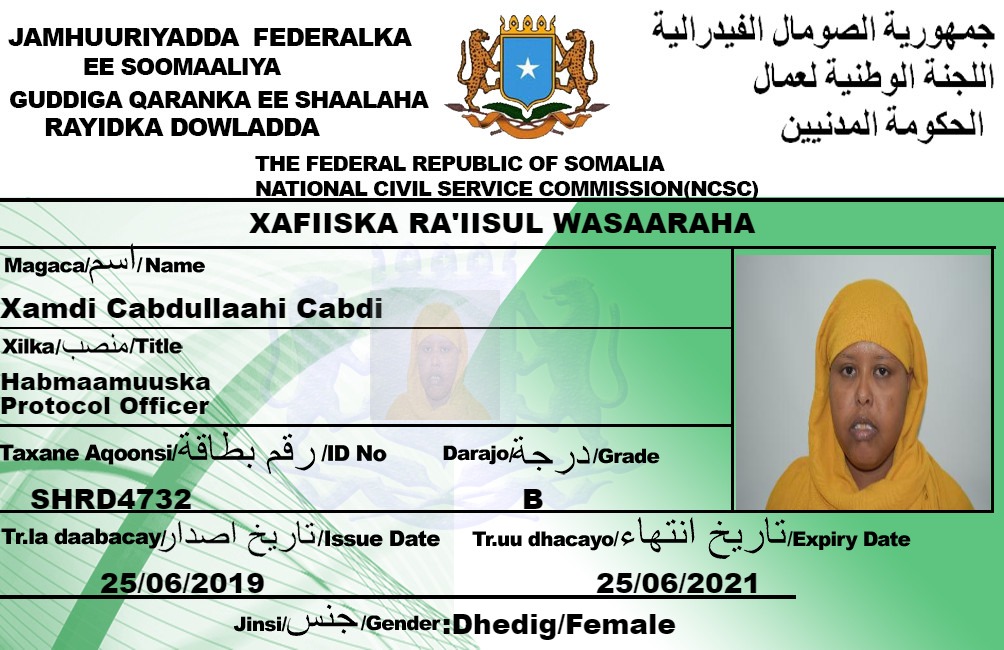 JAMHUURIYADDA FEDERALKA
EE SOOMAALIYA
GUDDIGA QARANKA EE SHAALAHA
RAYIDKA DOWLADDA
جمهورية الصومال الفيدرالية
اللجنة الوطنية لعمال
الحكومة المدنيين
THE FEDERAL REPUBLIC OF SOMALIA
NATIONAL CIVIL SERVICE COMMISSION(NCSC)
XAFIISKA RA'IISUL WASAARAHA
Magaca/اسم/Name
Xamdi Cabdullaahi Cabdi
Xilka/منصب/Title
Habmaamuuska
Protocol Officer
Taxane Aqoonsi/رقم بطاقة/ID No
SHRD4732
Darajo/درجة/Grade
B
Tr.la daabacay/تاريخ اصدار/Issue Date
25/06/2019
Tr.uu dhacayo/تاريخ انتهاء/Expiry Date
25/06/2021
Jinsi/جنس/Gender:Dhedig/Female